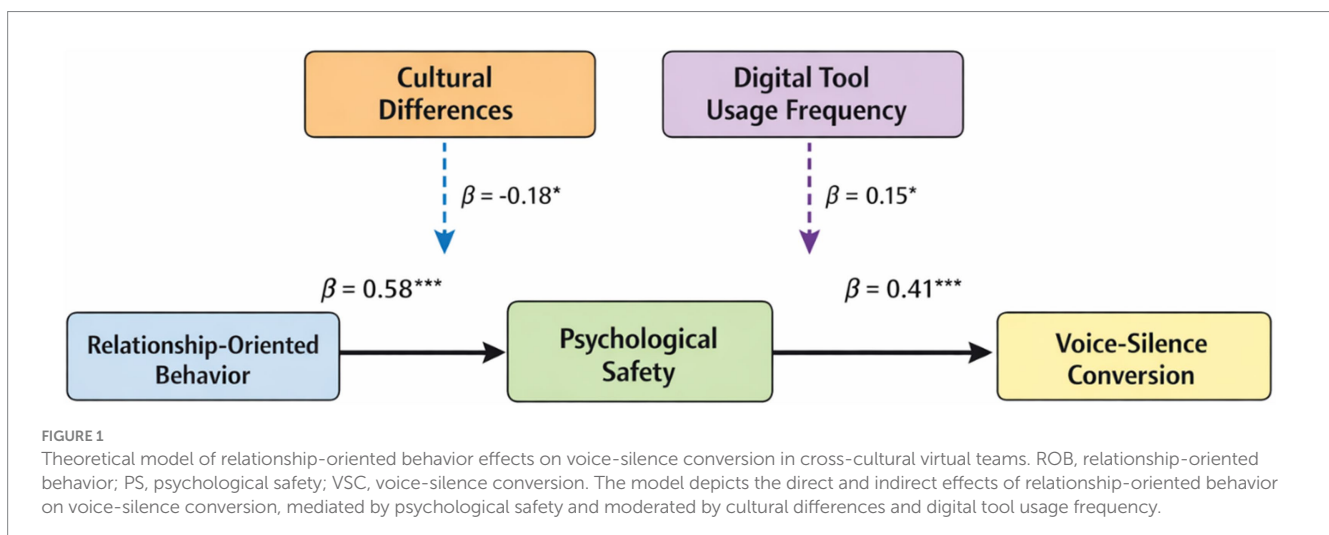 Cultural
Differences
Digital Tool
Usage Frequency
β = -0.18*
β = 0.15*
β = 0.58***
β = 0.41***
Relationship-Oriented
Behavior
Psychological
Safety
Voice-Silence
Conversion
FIGURE 1
Theoretical model of relationship-oriented behavior effects on voice-silence conversion in cross-cultural virtual teams. ROB, relationship-oriented
behavior; PS, psychological safety; VSC, voice-silence conversion. The model depicts the direct and indirect effects of relationship-oriented behavior
on voice-silence conversion, mediated by psychological safety and moderated by cultural differences and digital tool usage frequency.